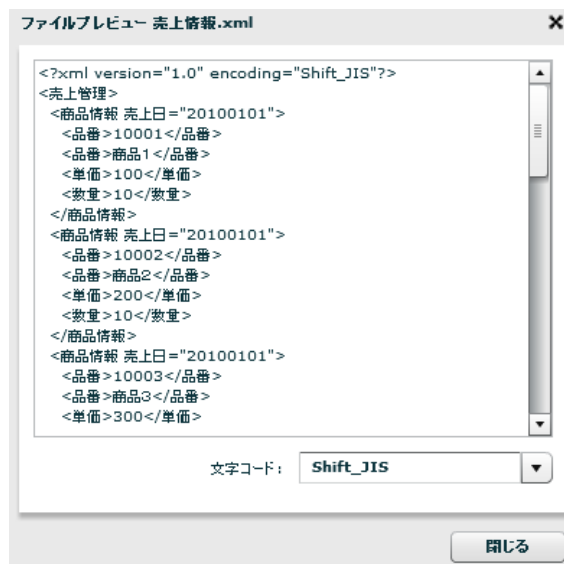 ファイルプレビュー 売上情報.xml
<?xml version="1.0" encoding="Shift_JIS"?>
<売上管理>
<商品情報 売上日="20100101">
<品番>10001</品番>
<品番>商品1</品番>
<単価>100</単価>
<数量>10</数量>
</商品情報>
<商品情報 売上日="20100101">
<品番>10002</品番>
<品番>商品2</品番>
<単価>200</単価>
<数量>10</数量>
</商品情報>
<商品情報 売上日="20100101">
<品番>10003</品番>
<品番>商品3</品番>
<単価>300</単価>
文字コード: Shift_JIS
閉じる